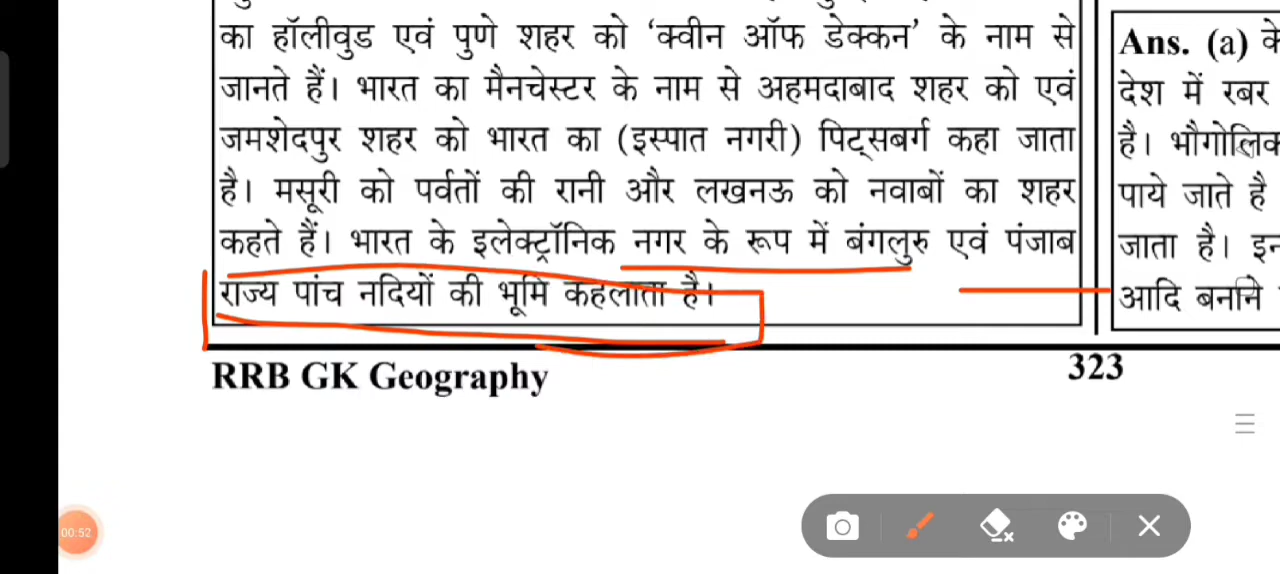 का हॉलीवुड एवं पुणे शहर को ‘क्वीन ऑफ डेक्कन’ के नाम से
जानते हैं। भारत का मैनचेस्टर के नाम से अहमदाबाद शहर को एवं
जमशेदपुर शहर को भारत का (इस्पात नगरी) पिट्सबर्ग कहा जाता
है। मसूरी को पर्वतों की रानी और लखनऊ को नवाबों का शहर
कहते हैं। भारत के इलेक्ट्रॉनिक नगर के रूप में बंगलुरु एवं पंजाब
राज्य पांच नदियों की भूमि कहलाता है।
Ans. (a) के
देश में रबर
है। भौगोलिक
पाये जाते है
जाता है। इन
आदि बनाने
RRB GK Geography
323
00:52